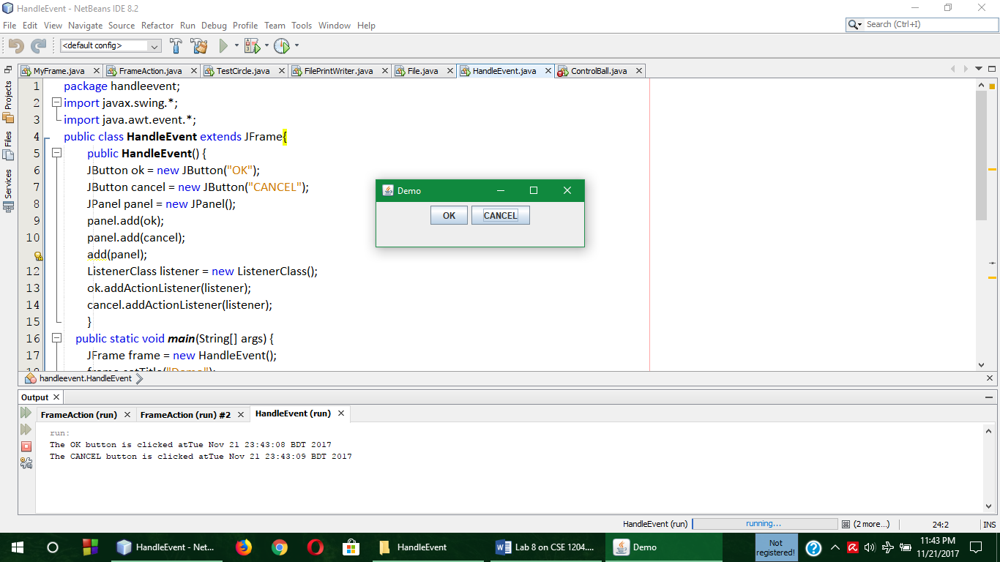 HandleEvent - NetBeans IDE 8.2
File Edit View Navigate Source Refactor Run Debug Profile Team Tools Window Help
Search (Ctrl+I)
<default config>
MyFrame.java FrameAction.java TestCircle.java FilePrintWriter.java File.java HandleEvent.java ControlBall.java
Projects
Files
Services
1 package handleevent;
2 import javax.swing.*;
3 import java.awt.event.*;
4 public class HandleEvent extends JFrame{
5 public HandleEvent() {
6 JButton ok = new JButton("OK");
7 JButton cancel = new JButton("CANCEL");
8 JPanel panel = new JPanel();
9 panel.add(ok);
10 panel.add(cancel);
add(panel);
12 ListenerClass listener = new ListenerClass();
13 ok.addActionListener(listener);
14 cancel.addActionListener(listener);
15 }
16 public static void main(String[] args) {
17 JFrame frame = new HandleEvent();
18 frame.setTitle("Demo");
Demo
OK CANCEL
handleevent.HandleEvent
Output
FrameAction (run) FrameAction (run) #2 HandleEvent (run)
run:
The OK button is clicked atTue Nov 21 23:43:08 BDT 2017
The CANCEL button is clicked atTue Nov 21 23:43:09 BDT 2017
HandleEvent (run) running... (2 more...) 24:2 INS
HandleEvent - Net... HandleEvent Lab 8 on CSE 1204.... Demo
Not registered!
11:43 PM
11/21/2017